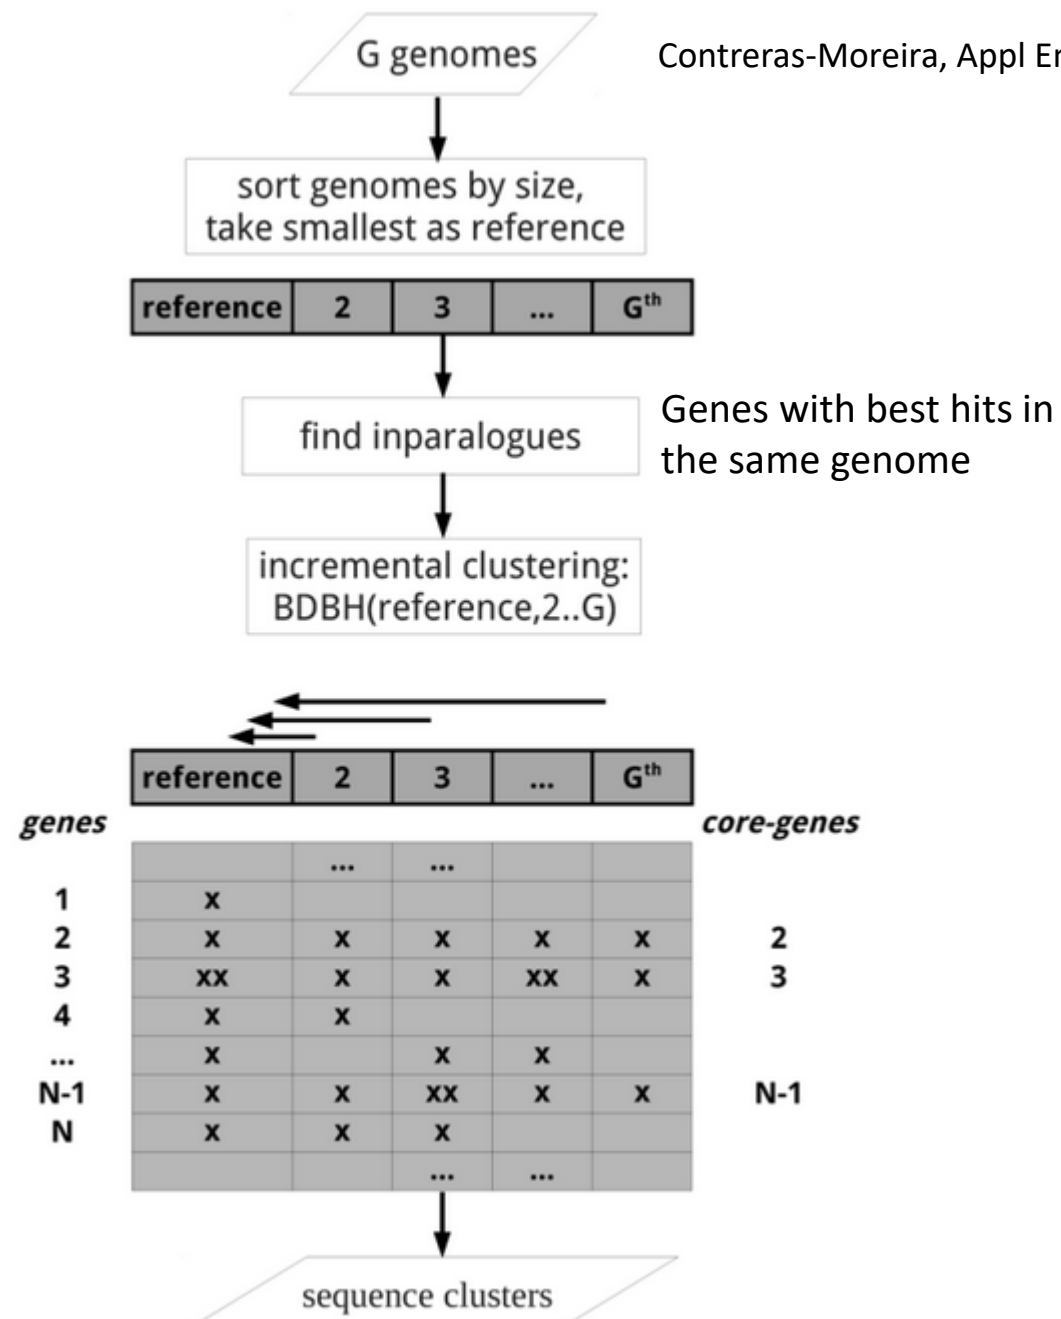 G genomes
Contreras-Moreira, Appl
sort genomes by size,
take smallest as reference
reference 2 3 ... Gth
find inparalogues
Genes with best hits in
the same genome
incremental clustering:
BDBH(reference,2..G)
reference 2 3 ... Gth
genes
core-genes
... ...
1 x
2 x x x x x 2
3 xx x x xx x 3
4 x x
... x x x
N-1 x x xx x x N-1
N x x x
... ...
sequence clusters